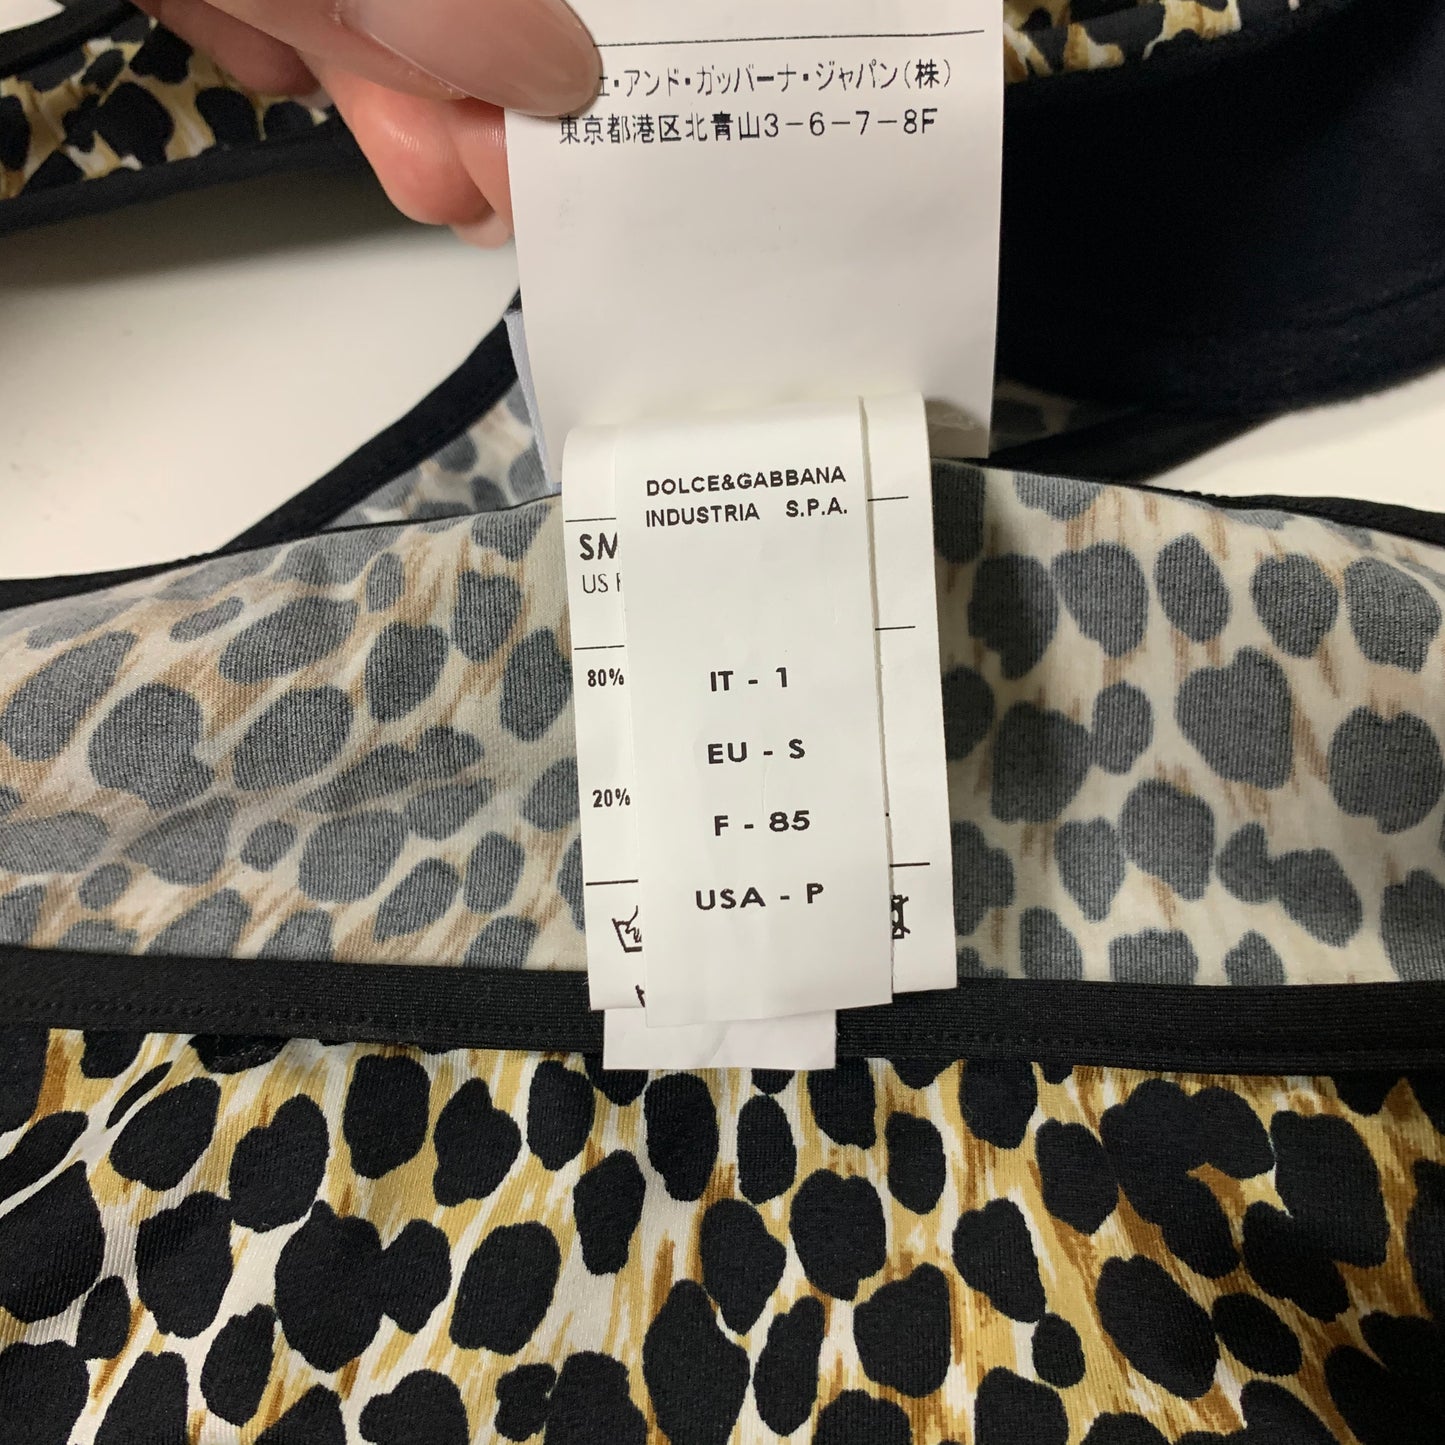 ・アンド・ガッバーナ・ジャパン(株)
東京都港区北青山3-6-7-8F
DOLCE&GABBANA
INDUSTRIA S.P.A.
SM
US
80%
20%
IT - 1
EU - S
F - 85
USA - P